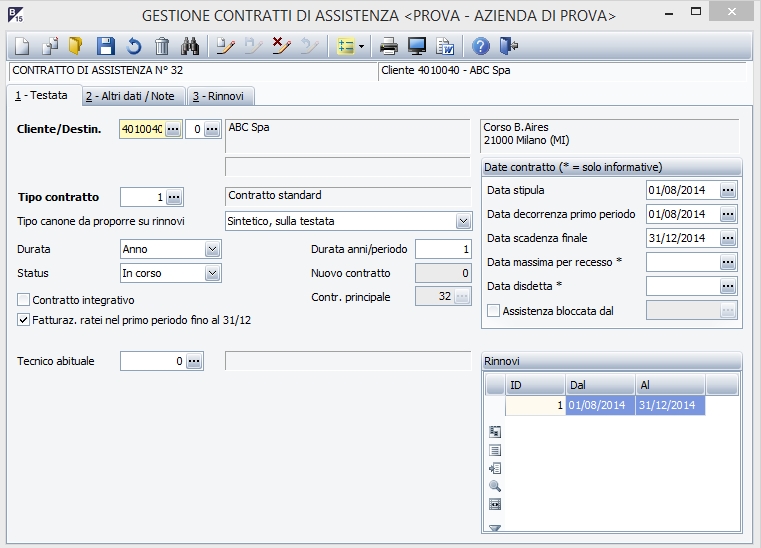 B 15
GESTIONE CONTRATTI DI ASSISTENZA <PROVA - AZIENDA DI PROVA>
CONTRATTO DI ASSISTENZA N° 32
Cliente 4010040 - ABC Spa
1 - Testata
2 - Altri dati / Note
3 - Rinnovi
Cliente/Destin.
4010040
0
ABC Spa
Corso B.Aires
21000 Milano (MI)
Tipo contratto
1
Contratto standard
Tipo canone da proporre su rinnovi
Sintetico, sulla testata
Durata
Anno
Durata anni/periodo
1
Status
In corso
Nuovo contratto
0
Contratto integrativo
Contr. principale
32
Fatturaz. ratei nel primo periodo fino al 31/12
Tecnico abituale
0
Date contratto (* = solo informative)
Data stipula
01/08/2014
Data decorrenza primo periodo
01/08/2014
Data scadenza finale
31/12/2014
Data massima per recesso *
Data disdetta *
Assistenza bloccata dal
Rinnovi
ID Dal Al
1 01/08/2014 31/12/2014